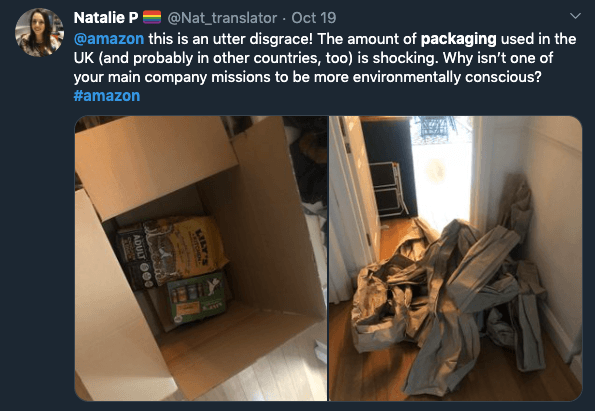 Natalie P @Nat_translator · Oct 19
@amazon this is an utter disgrace! The amount of packaging used in the
UK (and probably in other countries, too) is shocking. Why isn't one of
your main company missions to be more environmentally conscious?
#amazon
LILY'S
ADULT